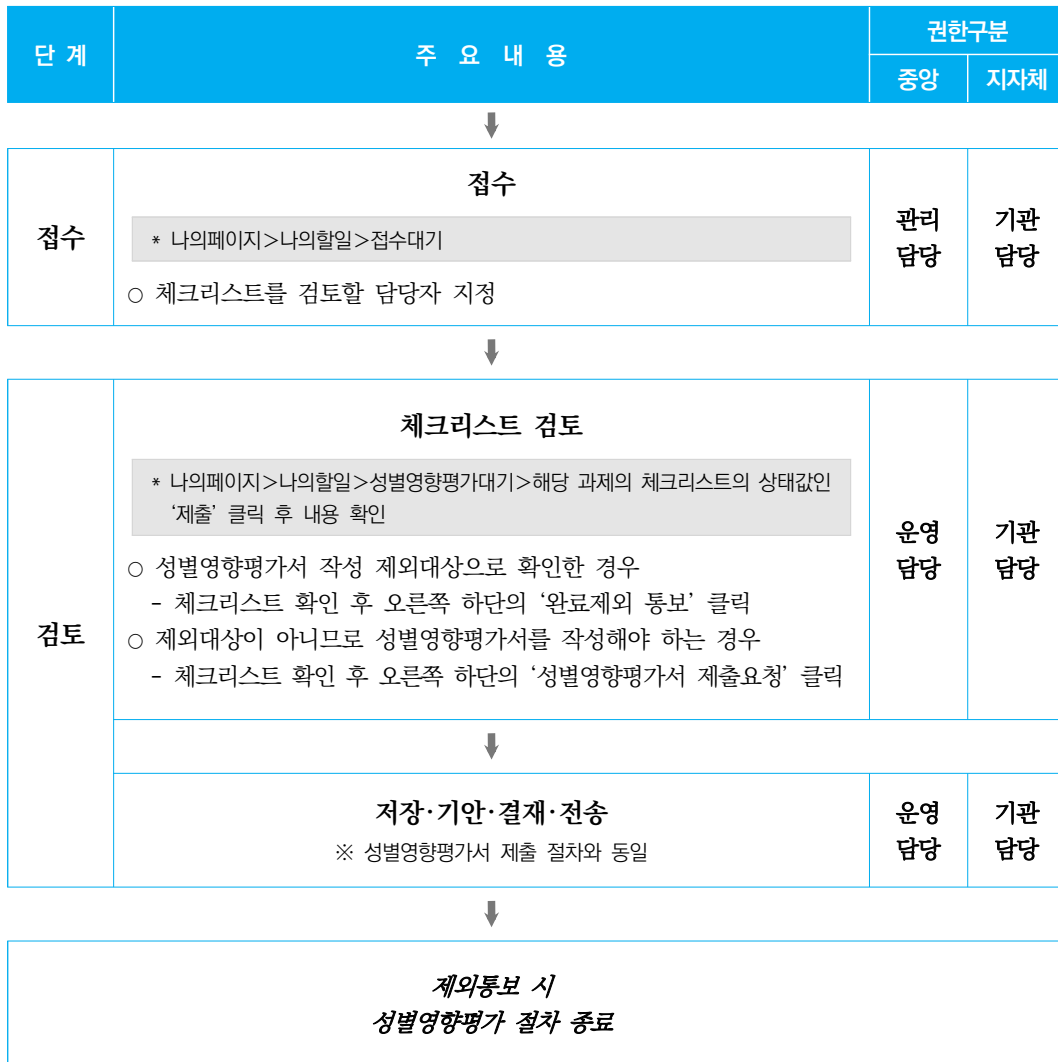 단 계
주 요 내 용
권한구분
중앙
지자체
접수
접수
* 나의페이지>나의할일>접수대기
○ 체크리스트를 검토할 담당자 지정
관리
담당
기관
담당
검토
체크리스트 검토
* 나의페이지>나의할일>성별영향평가대기>해당 과제의 체크리스트의 상태값인
‘제출’ 클릭 후 내용 확인
○ 성별영향평가서 작성 제외대상으로 확인한 경우
- 체크리스트 확인 후 오른쪽 하단의 ‘완료제외 통보’ 클릭
○ 제외대상이 아니므로 성별영향평가서를 작성해야 하는 경우
- 체크리스트 확인 후 오른쪽 하단의 ‘성별영향평가서 제출요청’ 클릭
운영
담당
기관
담당
저장·기안·결재·전송
※ 성별영향평가서 제출 절차와 동일
운영
담당
기관
담당
제외통보 시
성별영향평가 절차 종료